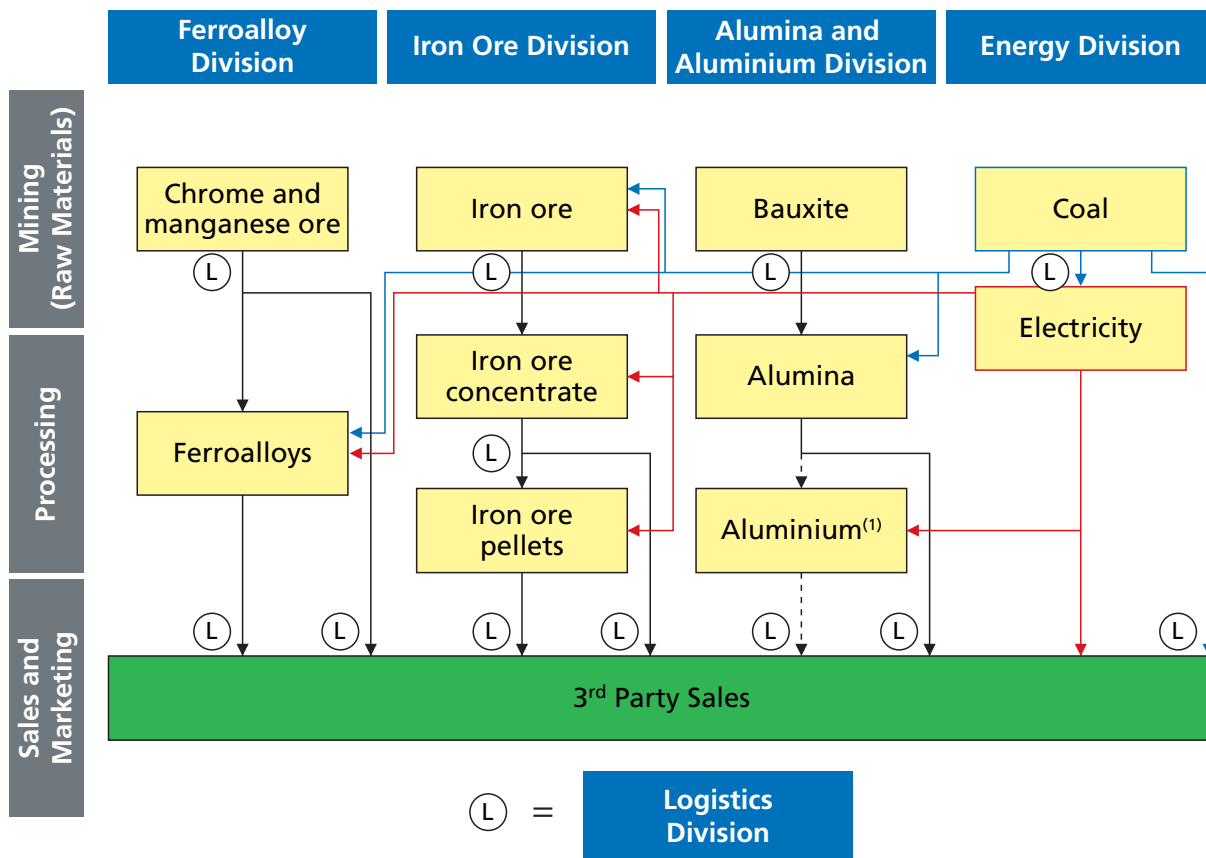 Ferroalloy
Division
Iron Ore Division
Alumina and
Aluminium Division
Energy Division
Mining
(Raw Materials)
Chrome and
manganese ore
Iron ore
Bauxite
Coal
L
L
L
L
Electricity
Processing
Iron ore
concentrate
Alumina
Ferroalloys
L
Iron ore
pellets
Aluminium(1)
Sales and
Marketing
L
L
L
L
L
L
L
3rd Party Sales
L = Logistics
Division